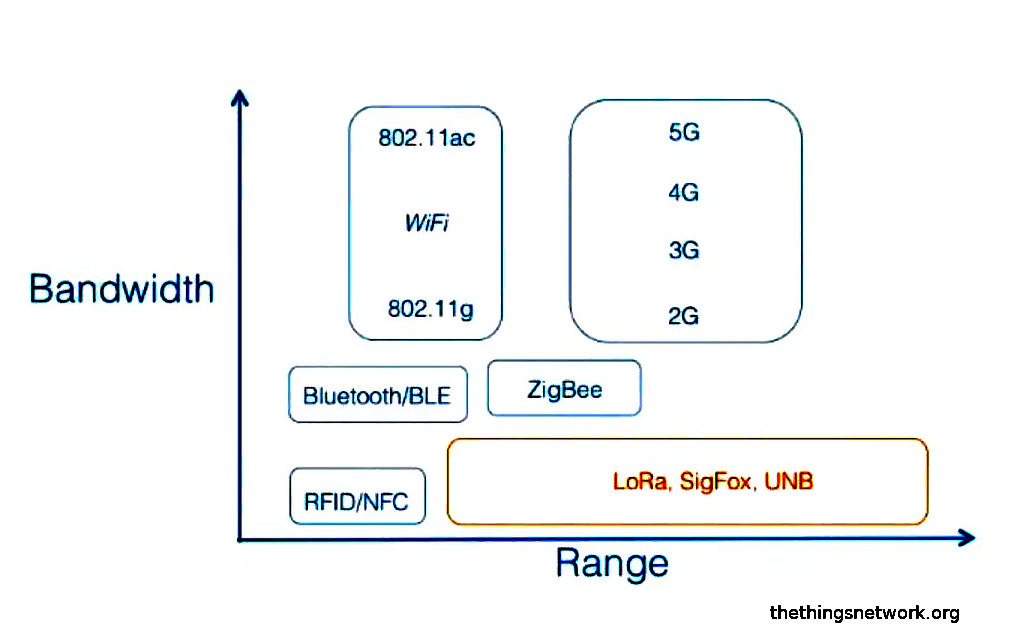 802.11ac
WiFi
802.11g
5G
4G
3G
2G
Bandwidth
Bluetooth/BLE
ZigBee
RFID/NFC
LoRa, SigFox, UNB
Range
thethingsnetwork.org